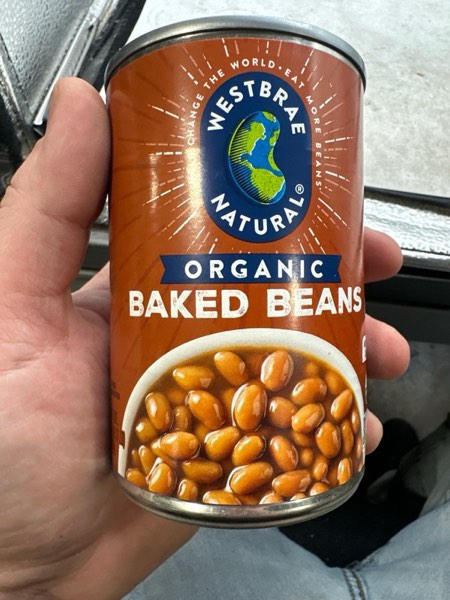 CHANGE THE WORLD • EAT MORE BEANS
WESTBRAE
NATURAL®
ORGANIC
BAKED BEANS